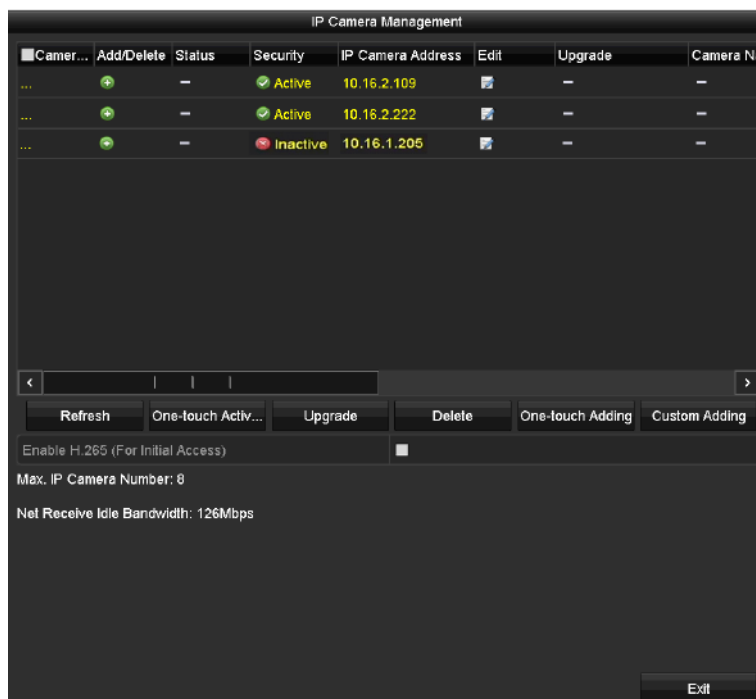 IP Camera Management
Camer... Add/Delete Status Security IP Camera Address Edit Upgrade Camera N
... – Active 10.16.2.109 – –
... – Active 10.16.2.222 – –
... – Inactive 10.16.1.205 – –
Refresh One-touch Activ... Upgrade Delete One-touch Adding Custom Adding
Enable H.265 (For Initial Access)
Max. IP Camera Number: 8
Net Receive Idle Bandwidth: 126Mbps
Exit